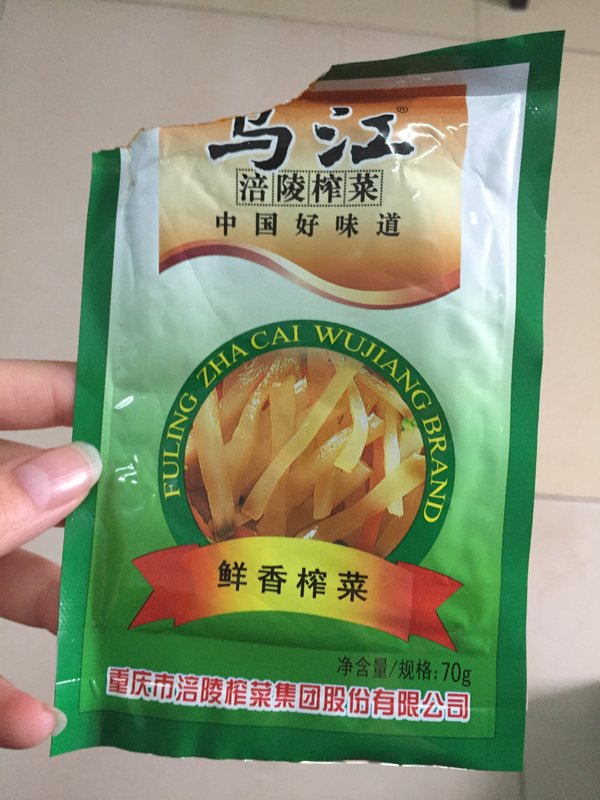 乌江®
涪陵榨菜
中国好味道
FULING ZHA CAI WUJIANG BRAND
鲜香榨菜
净含量/规格:70g
重庆市涪陵榨菜集团股份有限公司